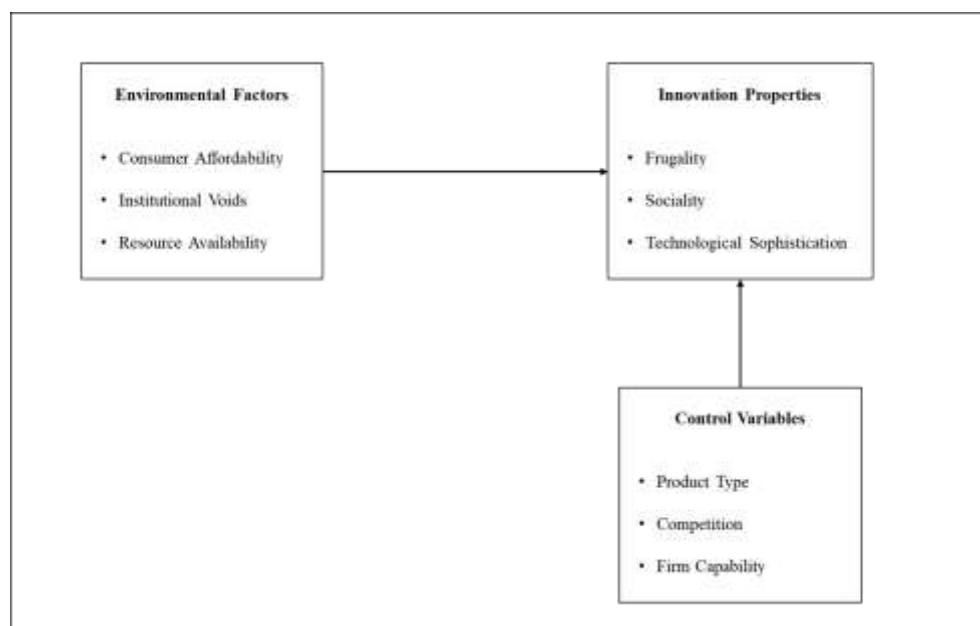 Environmental Factors
• Consumer Affordability
• Institutional Voids
• Resource Availability
Innovation Properties
• Frugality
• Sociality
• Technological Sophistication
Control Variables
• Product Type
• Competition
• Firm Capability